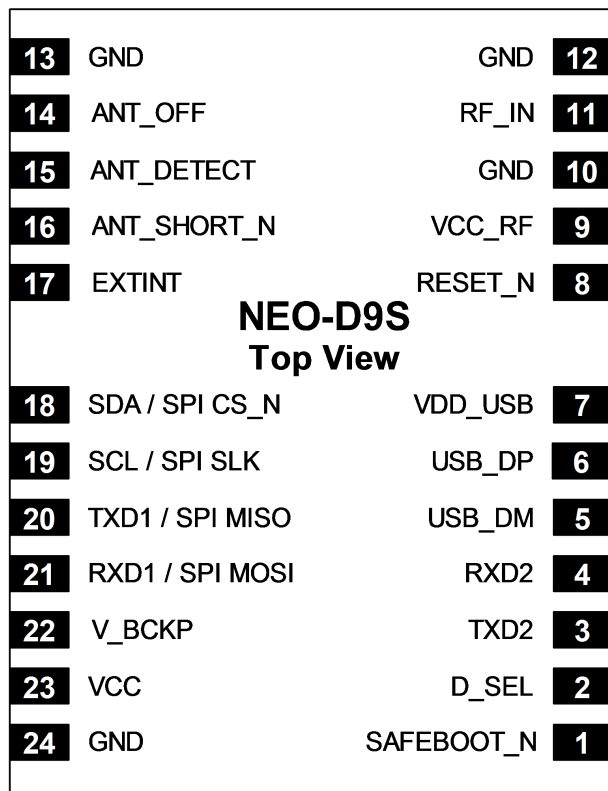 13 GND GND 12
14 ANT_OFF RF_IN 11
15 ANT_DETECT GND 10
16 ANT_SHORT_N VCC_RF 9
17 EXTINT RESET_N 8
NEO-D9S
Top View
18 SDA / SPI CS_N VDD_USB 7
19 SCL / SPI SLK USB_DP 6
20 TXD1 / SPI MISO USB_DM 5
21 RXD1 / SPI MOSI RXD2 4
22 V_BCKP TXD2 3
23 VCC D_SEL 2
24 GND SAFEBOOT_N 1